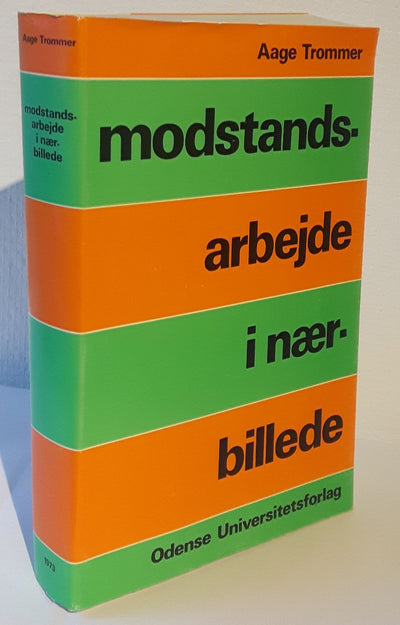 Aage Trommer
modstands-
arbejde
i nær-
billede
1973
Aage Trommer
modstands-
arbejde
i nær-
billede
Odense Universitetsforlag